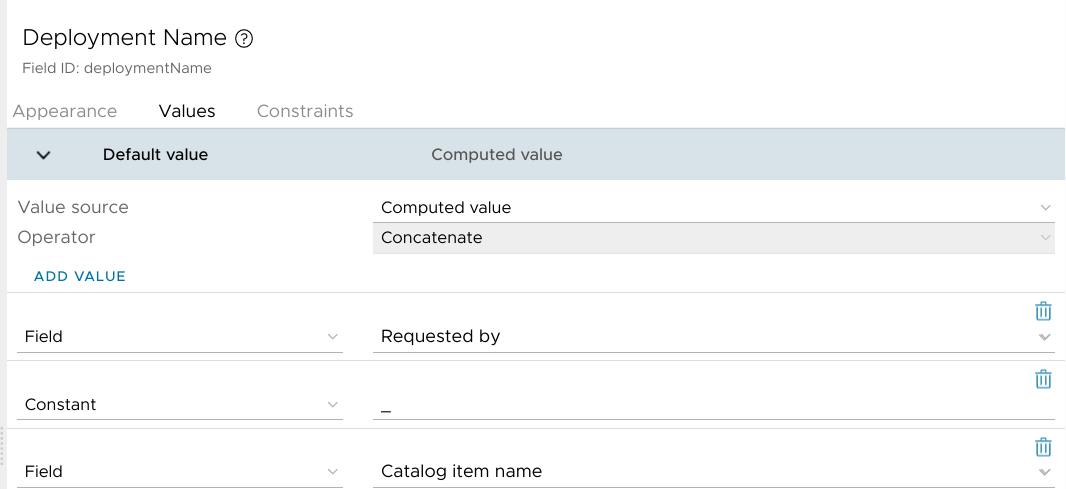 Deployment Name ?
Field ID: deploymentName
Appearance Values Constraints
Default value Computed value
Value source Computed value
Operator Concatenate
ADD VALUE
Field Requested by
Constant _
Field Catalog item name